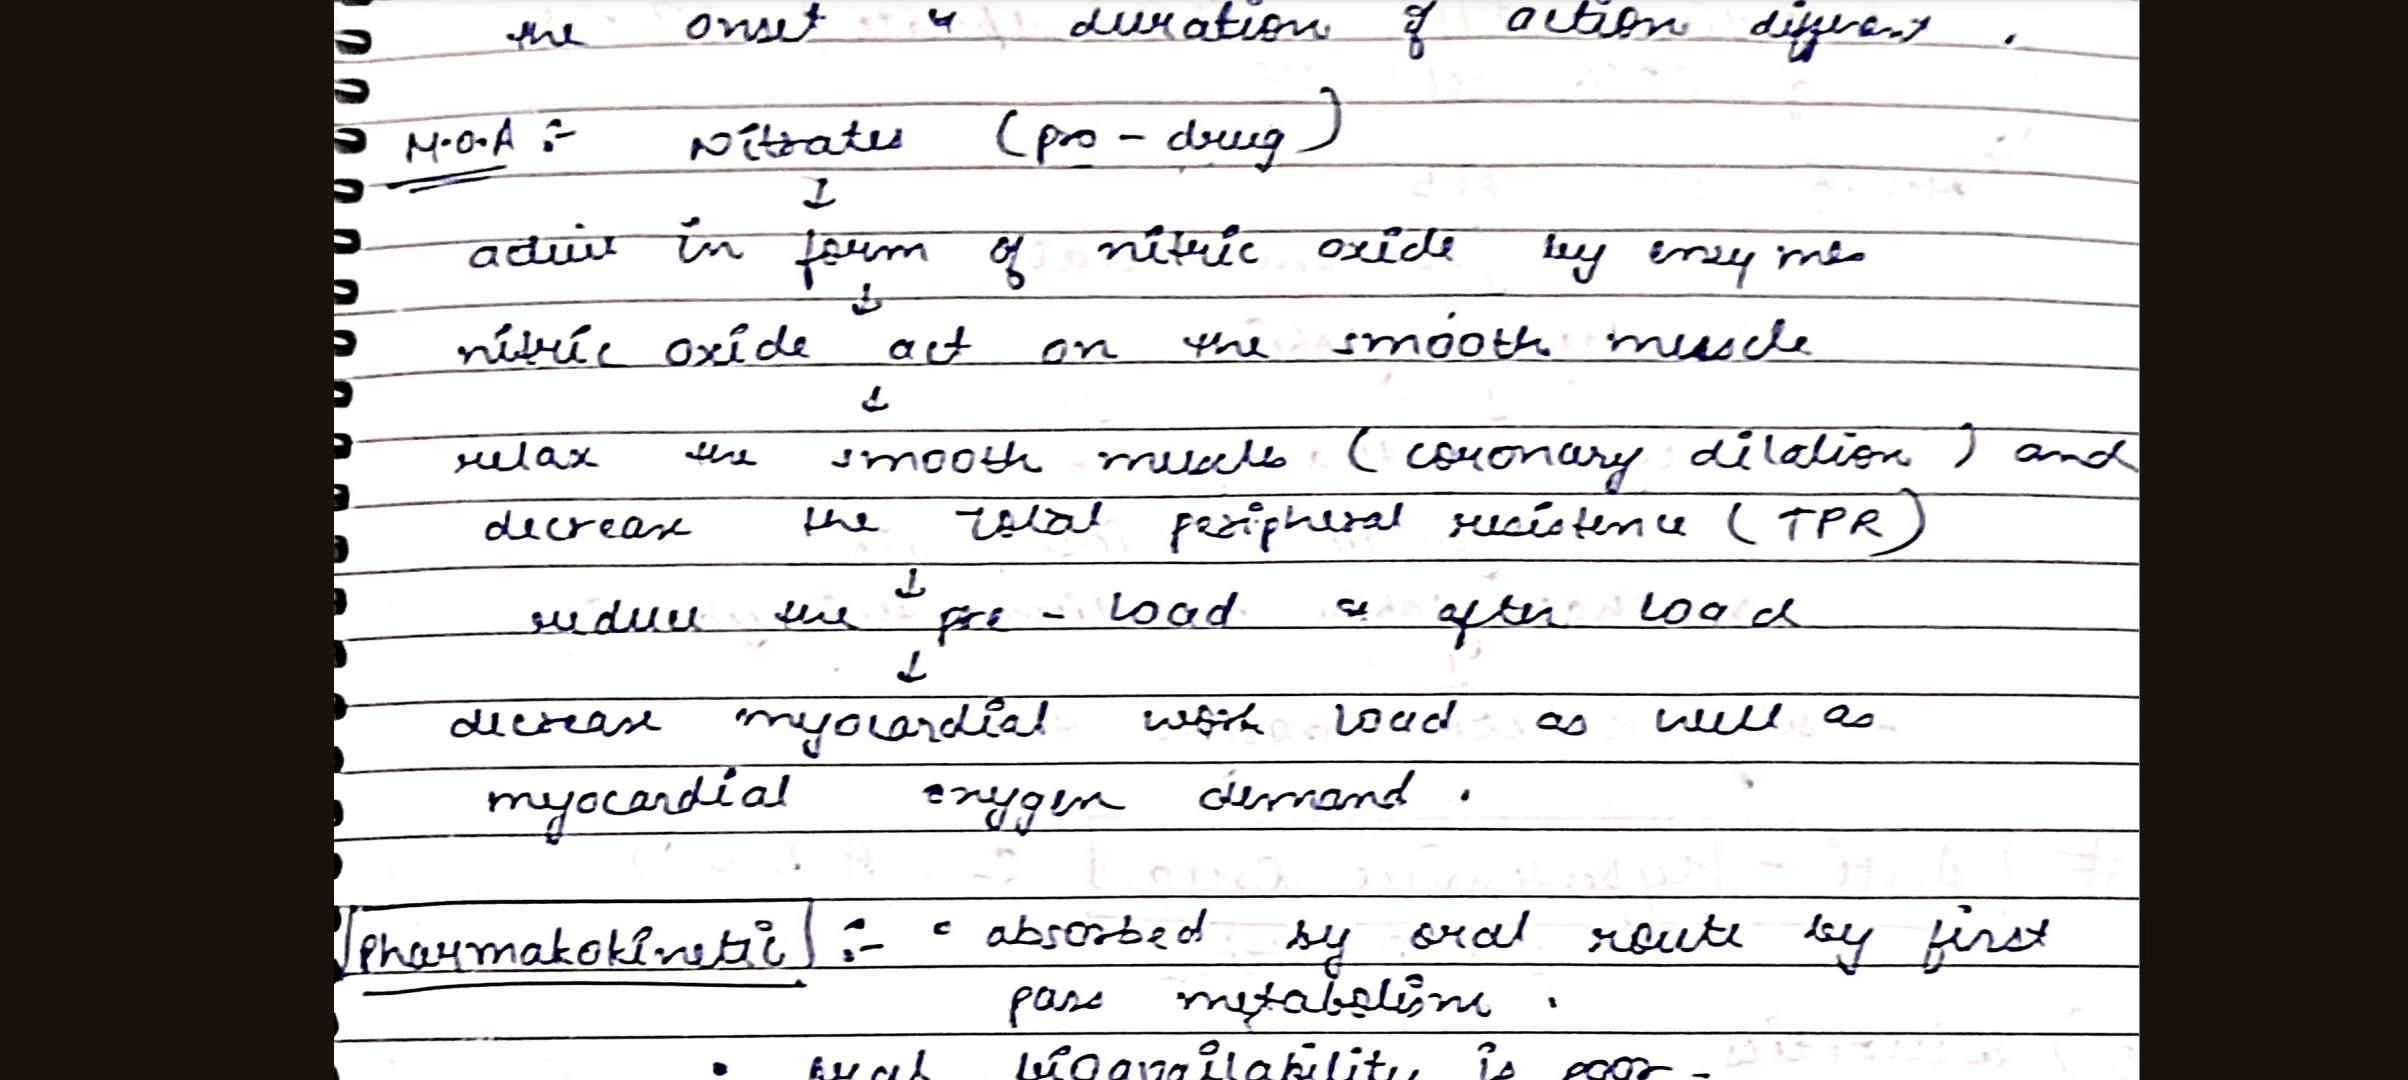 the onset & duration of action different .
M.O.A :- Nitrates (pro - drug)
↓
active in form of nitric oxide by enzymes
↓
nitric oxide act on the smooth muscle
↓
relax the smooth muscles (coronary dilation) and
decrease the total peripheral resistence (TPR)
↓
reduce the pre - load & after load
↓
decrease myocardial work load as well as
myocardial oxygen demand .
Pharmakokinetic :- • absorbed by oral route by first
pass metabolism .
• oral bioavailability is poor -